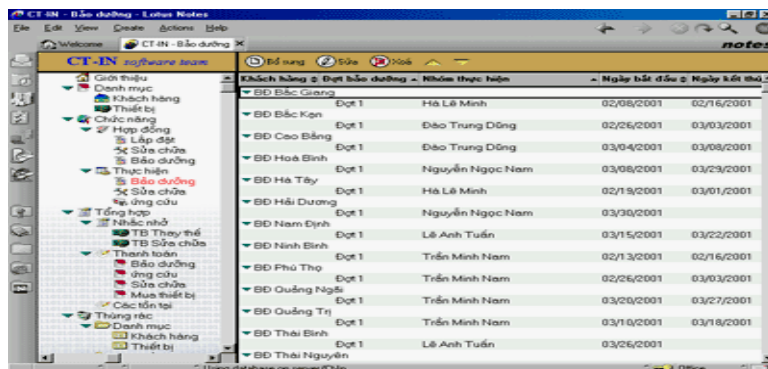 CT-IN - Bảo dưỡng - Lotus Notes
File Edit View Create Actions Help
Welcome CT-IN - Bảo dưỡng
notes
CT-IN software team
Bổ sung Sửa Xoá
Giới thiệu
Danh mục
Khách hàng
Thiết bị
Chức năng
Hợp đồng
Lắp đặt
Sửa chữa
Bảo dưỡng
Thực hiện
Bảo dưỡng
Sửa chữa
ứng cứu
Tổng hợp
Nhắc nhở
TB Thay thế
TB Sửa chữa
Thanh toán
Bảo dưỡng
ứng cứu
Sửa chữa
Mua thiết bị
Các tồn tại
Thùng rác
Danh mục
Khách hàng
Thiết bị
Khách hàng Đợt bảo dưỡng Nhóm thực hiện Ngày bắt đầu Ngày kết thú
BĐ Bắc Giang
Đợt 1 Hà Lê Minh 02/08/2001 02/16/2001
BĐ Bắc Kạn
Đợt 1 Đào Trung Dũng 02/26/2001 03/03/2001
BĐ Cao Bằng
Đợt 1 Đào Trung Dũng 03/04/2001 03/08/2001
BĐ Hoà Bình
Đợt 1 Nguyễn Ngọc Nam 03/08/2001 03/29/2001
BĐ Hà Tây
Đợt 1 Hà Lê Minh 02/19/2001 03/01/2001
BĐ Hải Dương
Đợt 1 Nguyễn Ngọc Nam 03/30/2001
BĐ Nam Định
Đợt 1 Lê Anh Tuấn 03/15/2001 03/22/2001
BĐ Ninh Bình
Đợt 1 Trần Minh Nam 02/13/2001 02/16/2001
BĐ Phú Thọ
Đợt 1 Trần Minh Nam 02/26/2001 03/03/2001
BĐ Quảng Ngãi
Đợt 1 Trần Minh Nam 03/20/2001 03/27/2001
BĐ Quảng Trị
Đợt 1 Trần Minh Nam 03/10/2001 03/18/2001
BĐ Thái Bình
Đợt 1 Lê Anh Tuấn 03/26/2001
BĐ Thái Nguyên
Office